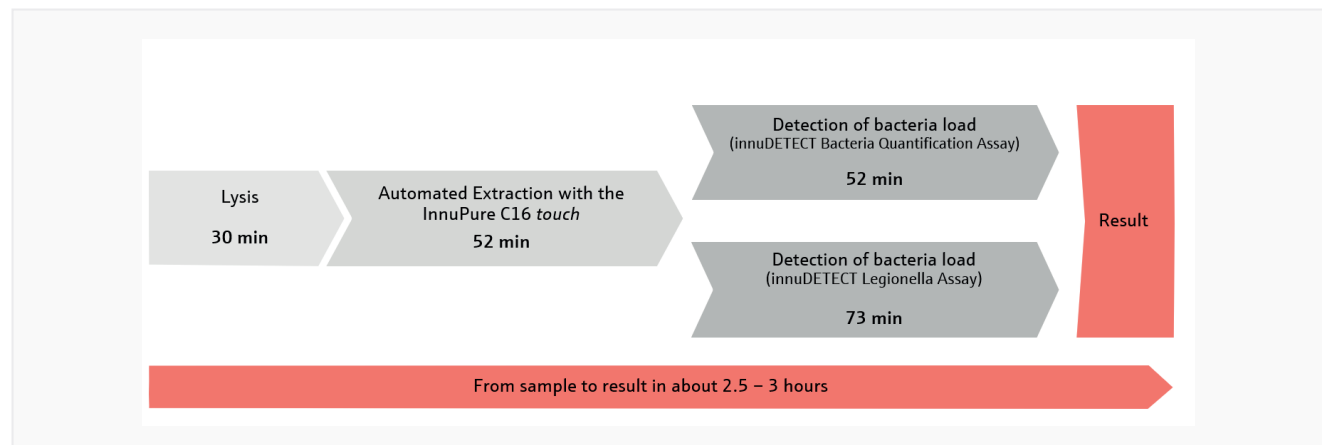 Lysis
30 min
Automated Extraction with the
InnuPure C16 touch
52 min
Detection of bacteria load
(innuDETECT Bacteria Quantification Assay)
52 min
Detection of bacteria load
(innuDETECT Legionella Assay)
73 min
Result
From sample to result in about 2.5 – 3 hours